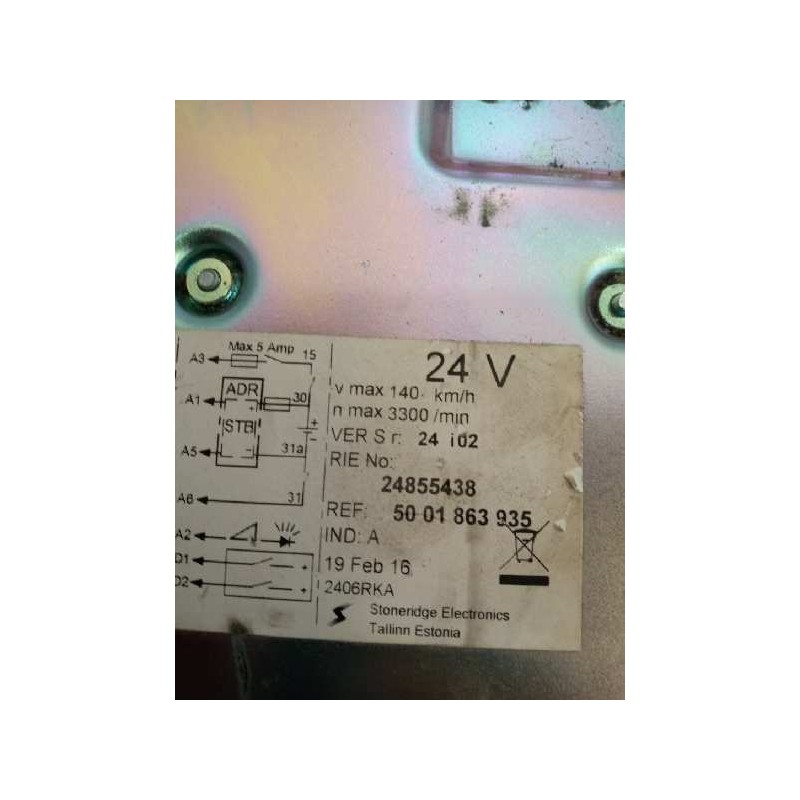 Max 5 Amp 15
A3
ADR
A1 30
STB
A5 31a
A6 31
A2
D2
24 V
v max 140 km/h
n max 3300 /min
VER S r: 24 i02
RIE No:
24855438
REF: 50 01 863 935
IND: A
19 Feb 16
2406RKA
Stoneridge Electronics
Tallinn Estonia